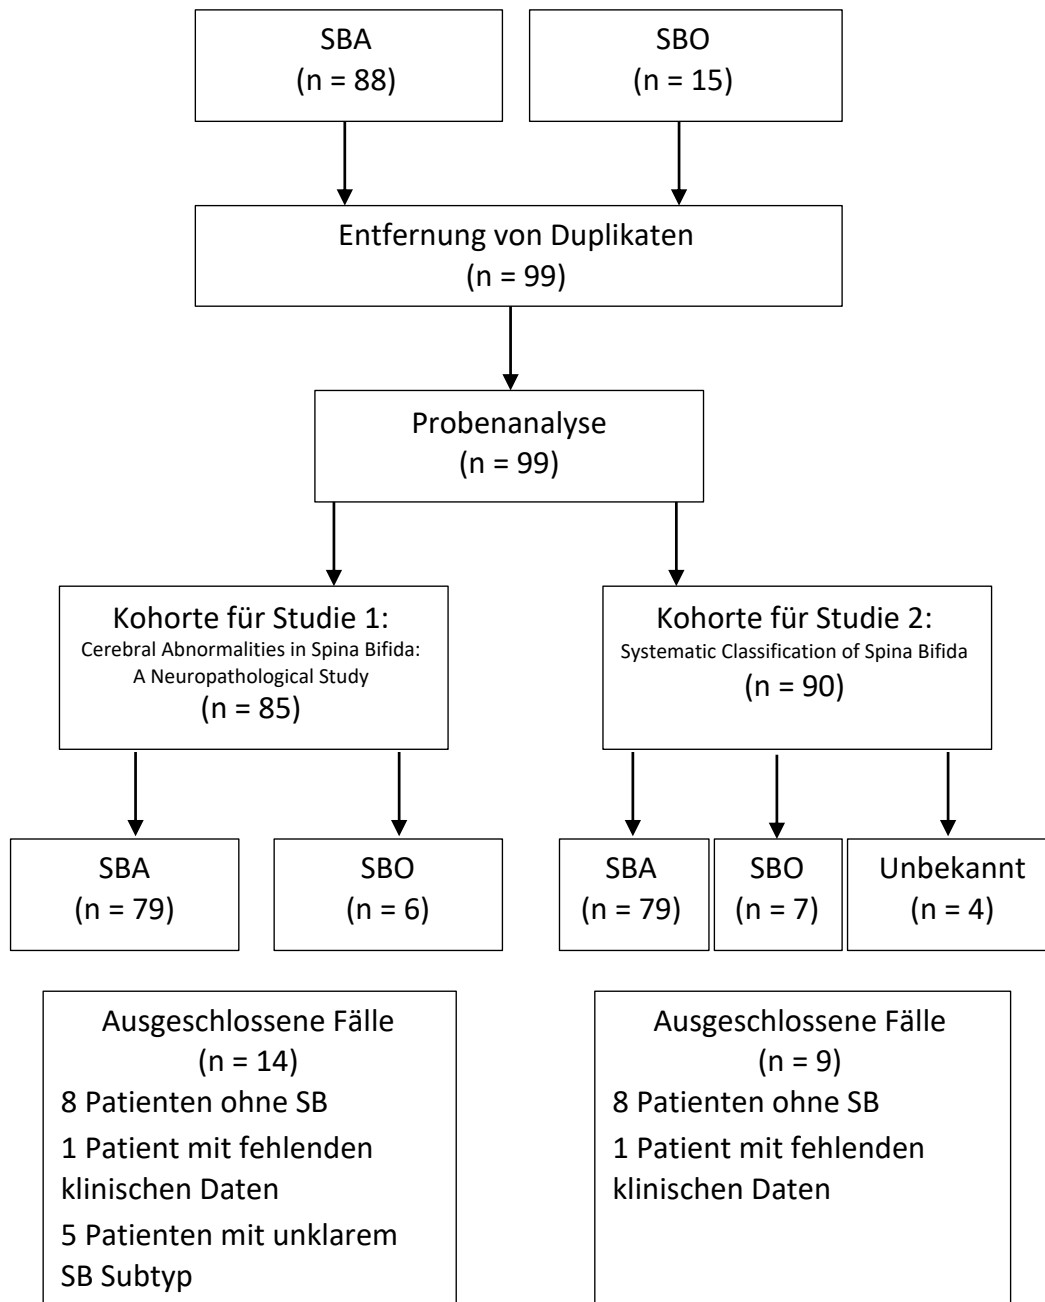 SBA
(n = 88)
SBO
(n = 15)
Entfernung von Duplikaten
(n = 99)
Probenanalyse
(n = 99)
Kohorte für Studie 1:
Cerebral Abnormalities in Spina Bifida:
A Neuropathological Study
(n = 85)
Kohorte für Studie 2:
Systematic Classification of Spina Bifida
(n = 90)
SBA
(n = 79)
SBO
(n = 6)
SBA
(n = 79)
SBO
(n = 7)
Unbekannt
(n = 4)
Ausgeschlossene Fälle
(n = 14)
8 Patienten ohne SB
1 Patient mit fehlenden
klinischen Daten
5 Patienten mit unklarem
SB Subtyp
Ausgeschlossene Fälle
(n = 9)
8 Patienten ohne SB
1 Patient mit fehlenden
klinischen Daten